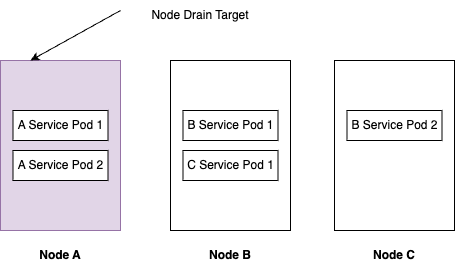 Node Drain Target
A Service Pod 1
A Service Pod 2
Node A
B Service Pod 1
C Service Pod 1
Node B
B Service Pod 2
Node C